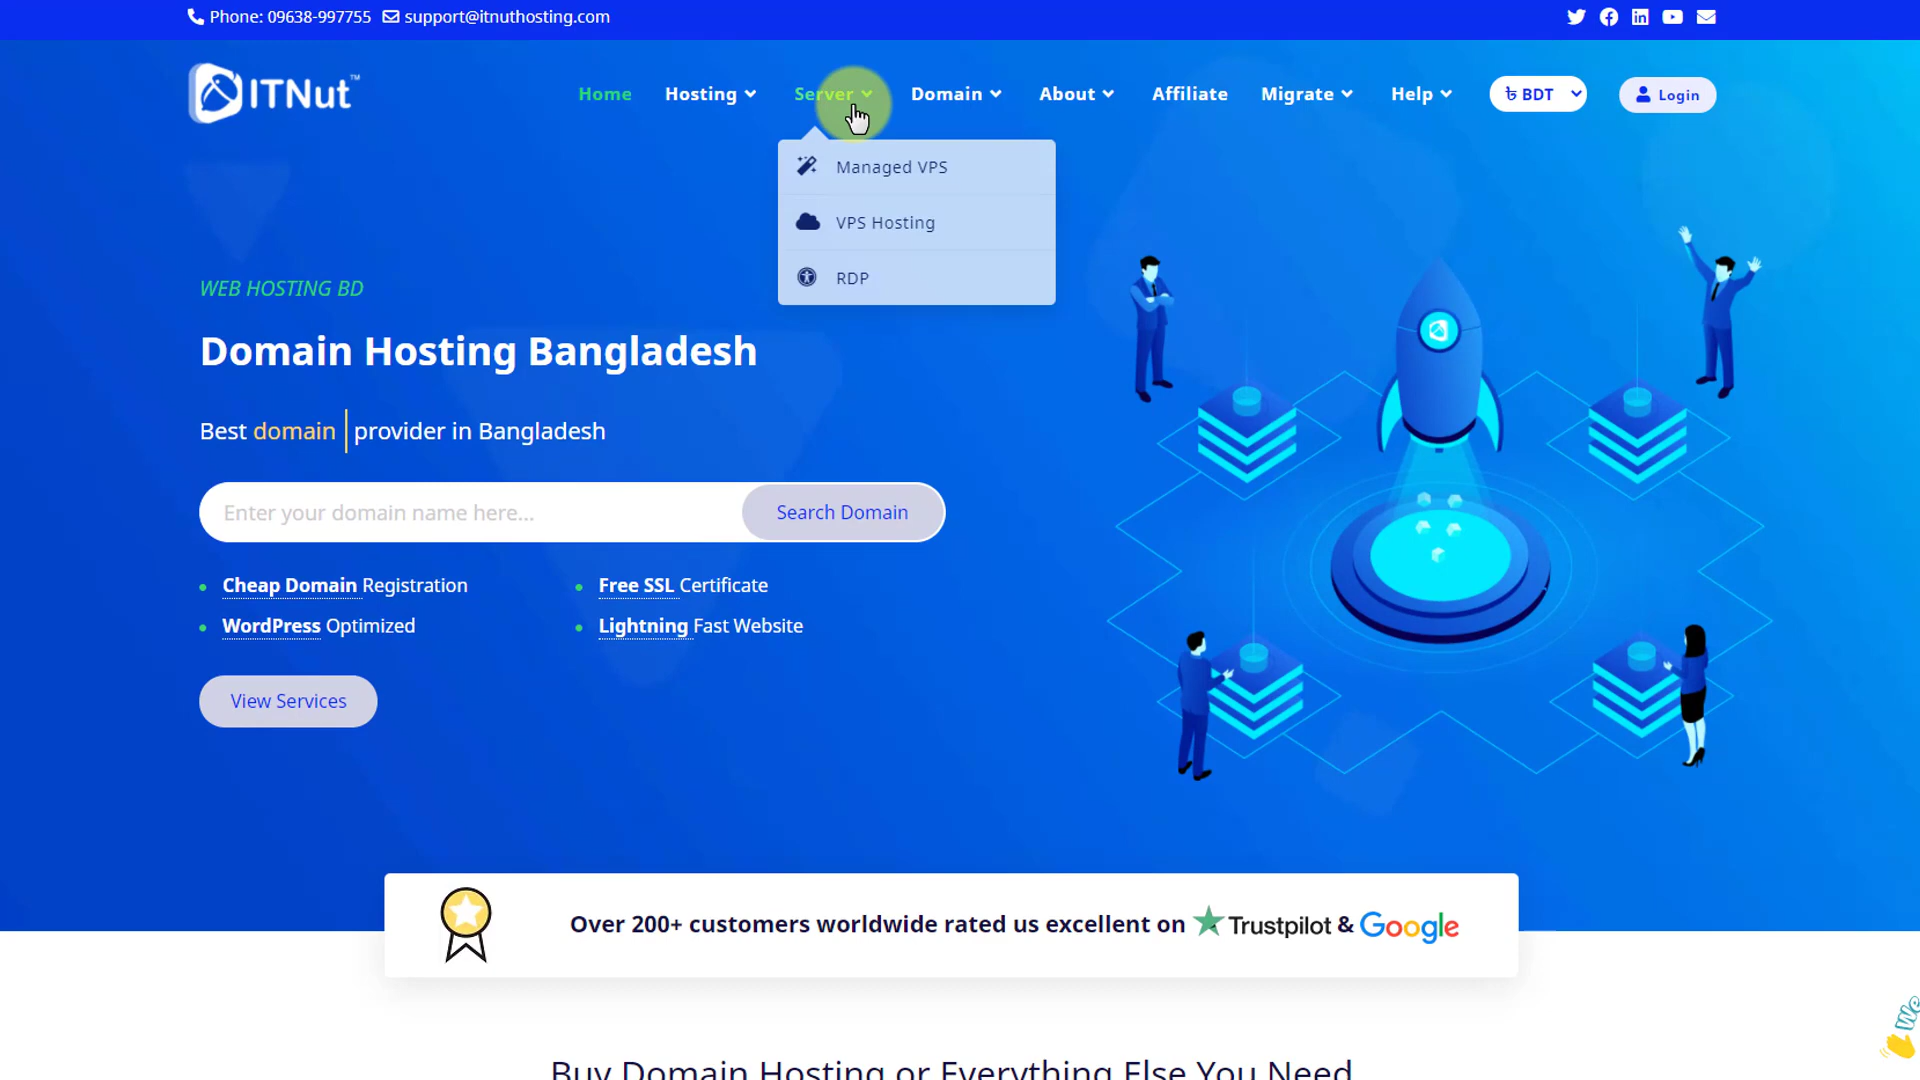 Phone: 09638-997755 support@itnuthosting.com
ITNut™
Home Hosting Server Domain About Affiliate Migrate Help ৳ BDT Login
Managed VPS
VPS Hosting
RDP
WEB HOSTING BD
Domain Hosting Bangladesh
Best domain provider in Bangladesh
Enter your domain name here... Search Domain
Cheap Domain Registration Free SSL Certificate
WordPress Optimized Lightning Fast Website
View Services
Over 200+ customers worldwide rated us excellent on Trustpilot & Google
We
Buy Domain Hosting or Everything Else You Need